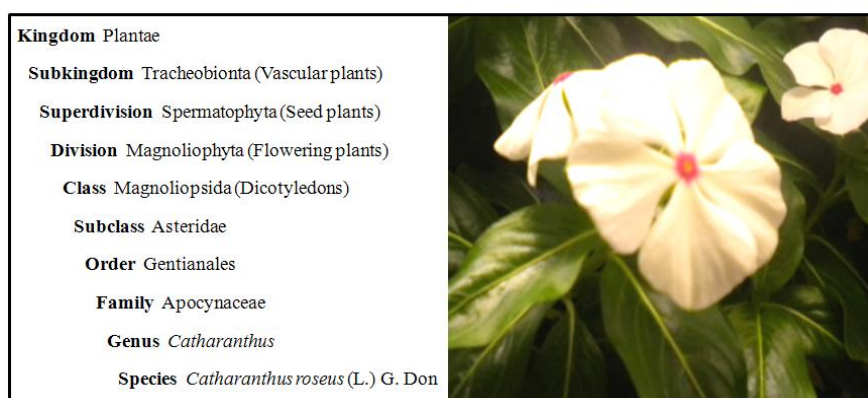 Kingdom Plantae
Subkingdom Tracheobionta (Vascular plants)
Superdivision Spermatophyta (Seed plants)
Division Magnoliophyta (Flowering plants)
Class Magnoliopsida (Dicotyledons)
Subclass Asteridae
Order Gentianales
Family Apocynaceae
Genus Catharanthus
Species Catharanthus roseus (L.) G. Don